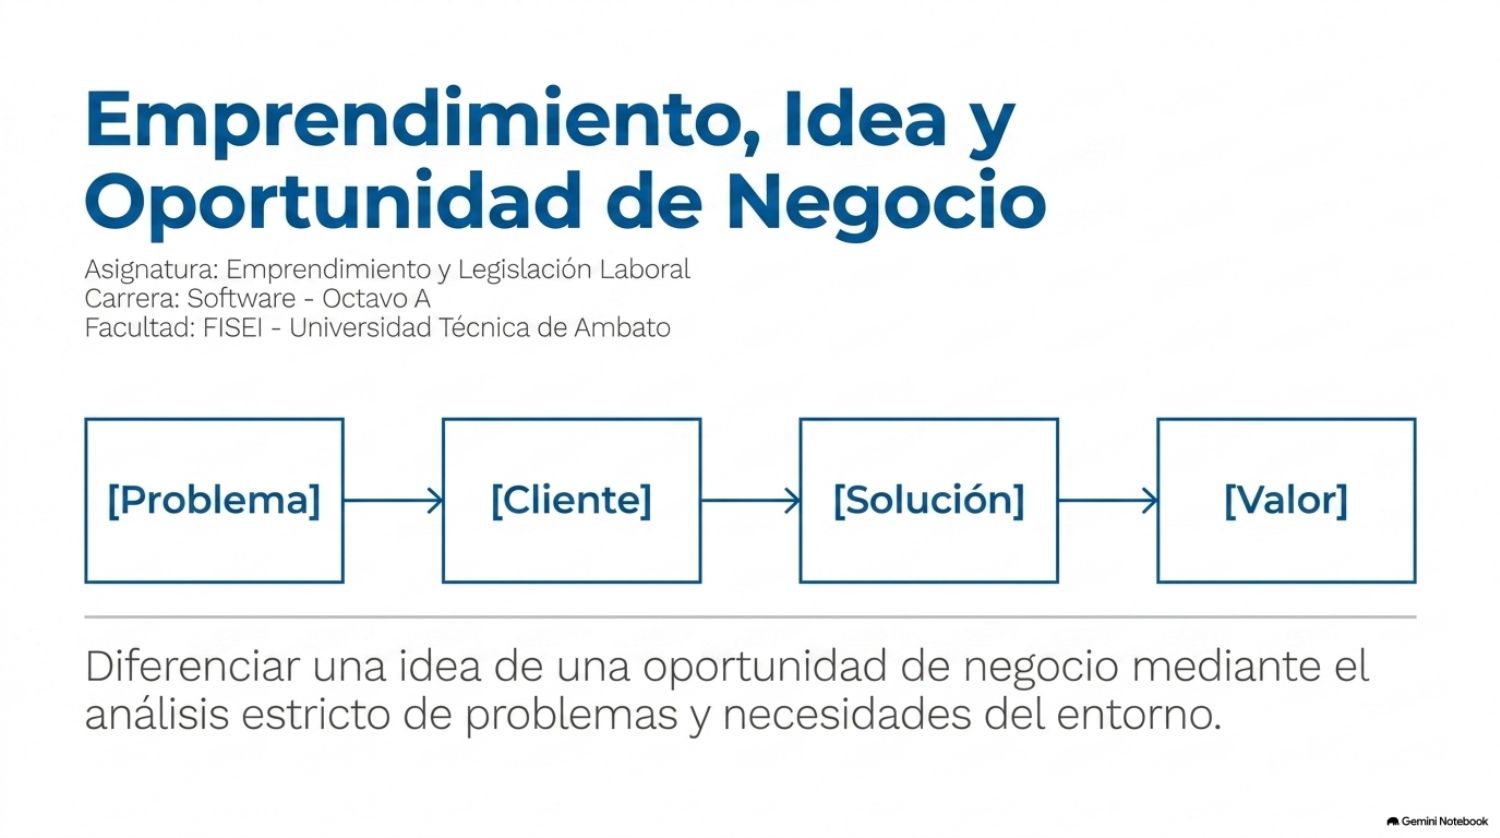 Emprendimiento, Idea y
Oportunidad de Negocio
Asignatura: Emprendimiento y Legislación Laboral
Carrera: Software - Octavo A
Facultad: FISEI - Universidad Técnica de Ambato
[Problema]
[Cliente]
[Solución]
[Valor]
Diferenciar una idea de una oportunidad de negocio mediante el
análisis estricto de problemas y necesidades del entorno.
Gemini Notebook